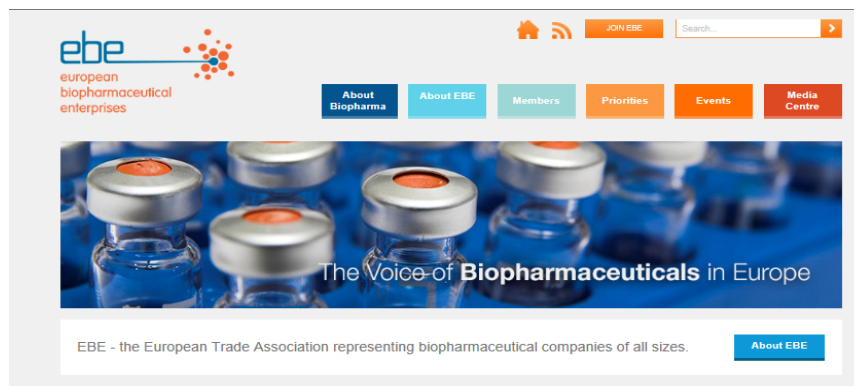 ebe
european
biopharmaceutical
enterprises
JOIN EBE
Search...
About
Biopharma
About EBE
Members
Priorities
Events
Media
Centre
The Voice of Biopharmaceuticals in Europe
EBE - the European Trade Association representing biopharmaceutical companies of all sizes.
About EBE